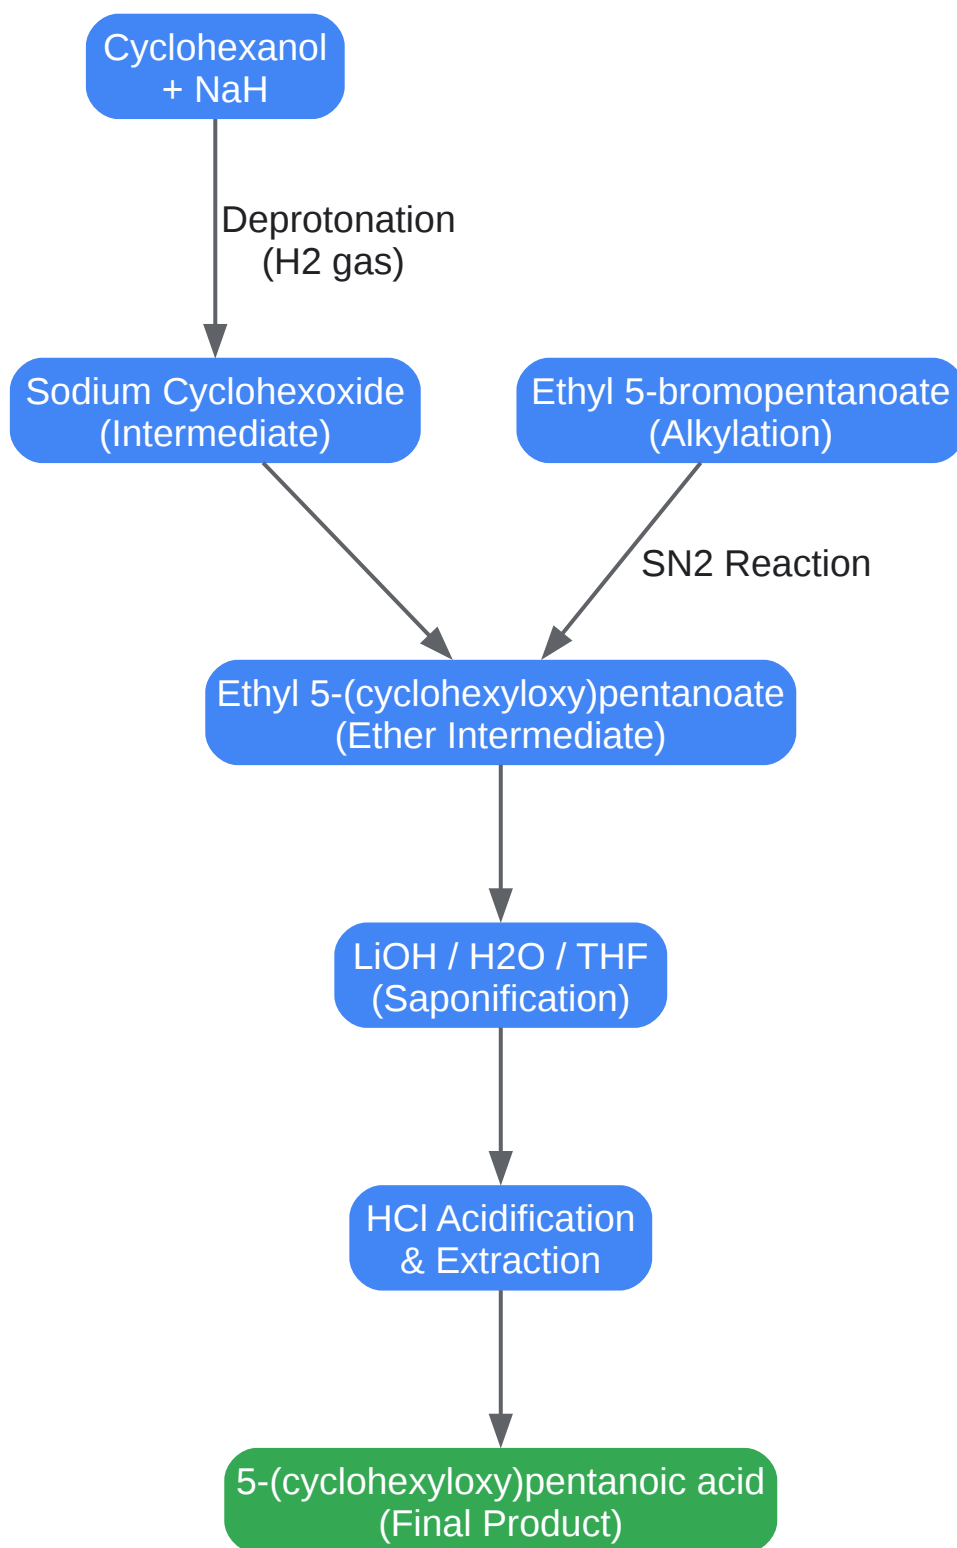 Cyclohexanol
+ NaH
Deprotonation
(H2 gas)
Sodium Cyclohexoxide
(Intermediate)
Ethyl 5-bromopentanoate
(Alkylation)
SN2 Reaction
Ethyl 5-(cyclohexyloxy)pentanoate
(Ether Intermediate)
LiOH / H2O / THF
(Saponification)
HCl Acidification
& Extraction
5-(cyclohexyloxy)pentanoic acid
(Final Product)